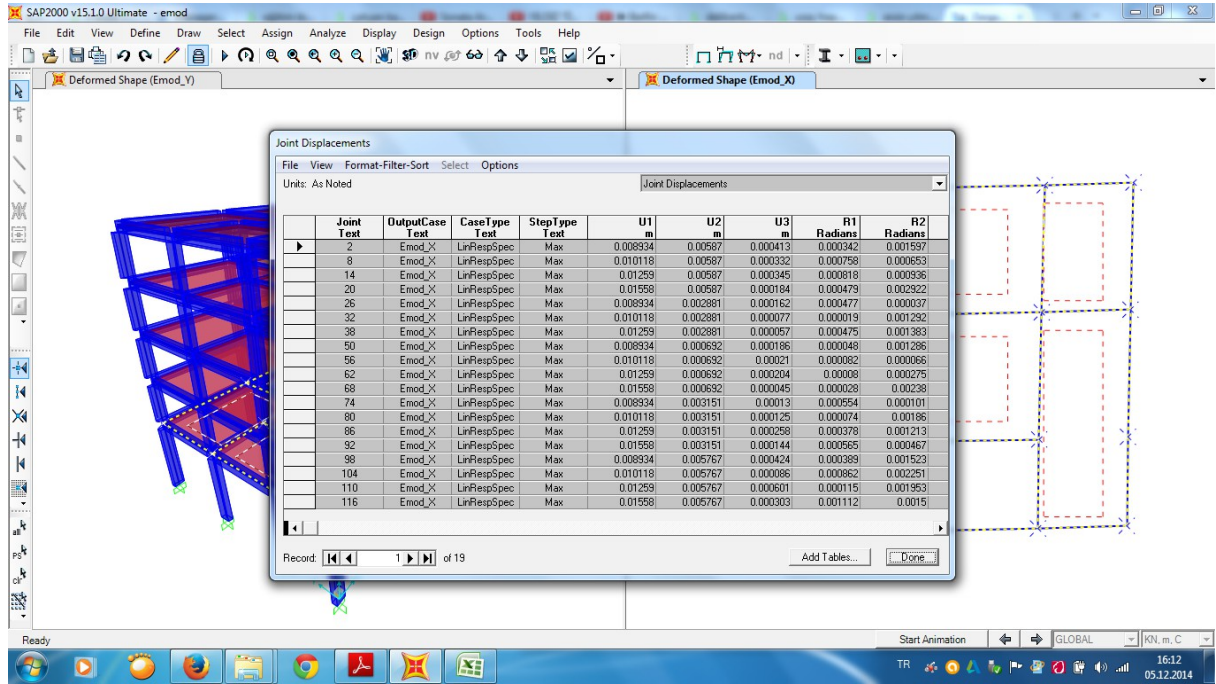 SAP2000 v15.1.0 Ultimate - emod
File Edit View Define Draw Select Assign Analyze Display Design Options Tools Help
nv nd
Deformed Shape (Emod_Y)
Deformed Shape (Emod_X)
Joint Displacements
File View Format-Filter-Sort Select Options
Units: As Noted
Joint Displacements
Joint OutputCase CaseType StepType U1 U2 U3 R1 R2
Text Text Text Text m m m Radians Radians
2 Emod_X LinRespSpec Max 0.008934 0.00587 0.000413 0.000342 0.001597
8 Emod_X LinRespSpec Max 0.010118 0.00587 0.000332 0.000758 0.000653
14 Emod_X LinRespSpec Max 0.01259 0.00587 0.000345 0.000818 0.000936
20 Emod_X LinRespSpec Max 0.01558 0.00587 0.000184 0.000479 0.002922
26 Emod_X LinRespSpec Max 0.008934 0.002881 0.000162 0.000477 0.000037
32 Emod_X LinRespSpec Max 0.010118 0.002881 0.000077 0.000019 0.001292
38 Emod_X LinRespSpec Max 0.01259 0.002881 0.000057 0.000475 0.001383
50 Emod_X LinRespSpec Max 0.008934 0.000692 0.000186 0.000048 0.001286
56 Emod_X LinRespSpec Max 0.010118 0.000692 0.00021 0.000082 0.000066
62 Emod_X LinRespSpec Max 0.01259 0.000692 0.000204 0.00008 0.000275
68 Emod_X LinRespSpec Max 0.01558 0.000692 0.000045 0.000028 0.00238
74 Emod_X LinRespSpec Max 0.008934 0.003151 0.00013 0.000554 0.000101
80 Emod_X LinRespSpec Max 0.010118 0.003151 0.000125 0.000074 0.00186
86 Emod_X LinRespSpec Max 0.01259 0.003151 0.000258 0.000378 0.001213
92 Emod_X LinRespSpec Max 0.01558 0.003151 0.000144 0.000565 0.000467
98 Emod_X LinRespSpec Max 0.008934 0.005767 0.000424 0.000389 0.001523
104 Emod_X LinRespSpec Max 0.010118 0.005767 0.000086 0.000862 0.002251
110 Emod_X LinRespSpec Max 0.01259 0.005767 0.000601 0.000115 0.001953
116 Emod_X LinRespSpec Max 0.01558 0.005767 0.000303 0.001112 0.0015
Record: 1 of 19
Add Tables...
Done
all
PS
clr
Ready
Start Animation
GLOBAL
KN, m, C
TR
16:12
05.12.2014